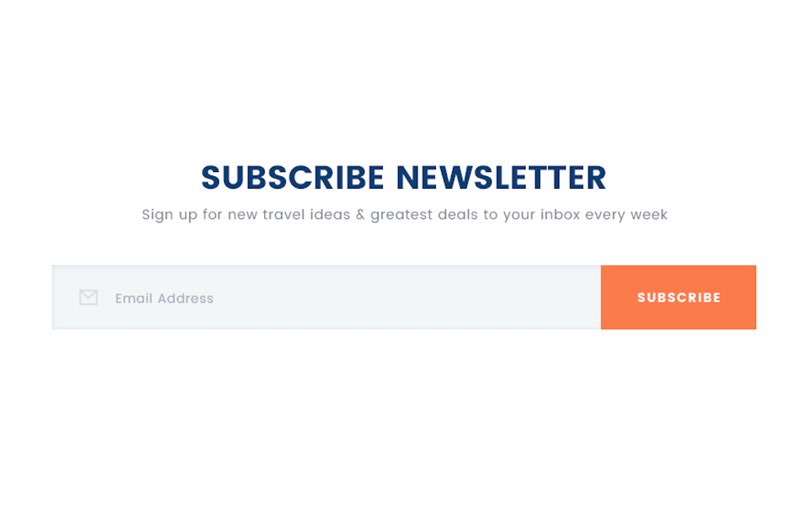 SUBSCRIBE NEWSLETTER
Sign up for new travel ideas & greatest deals to your inbox every week
Email Address
SUBSCRIBE